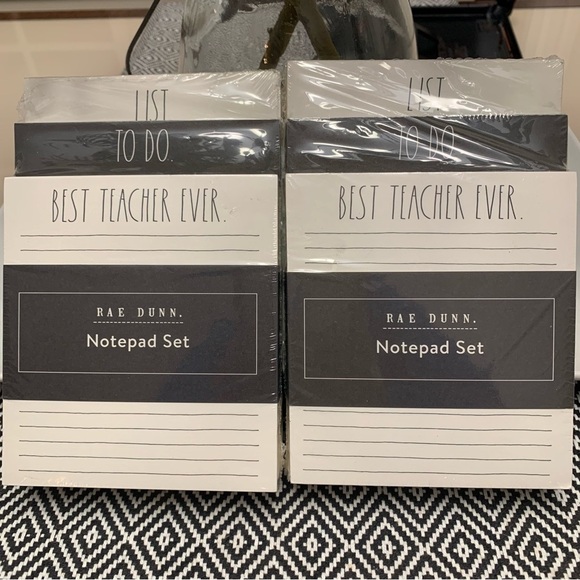 LIST
TO DO.
BEST TEACHER EVER.
RAE DUNN.
Notepad Set
LIST
TO DO.
BEST TEACHER EVER.
RAE DUNN.
Notepad Set